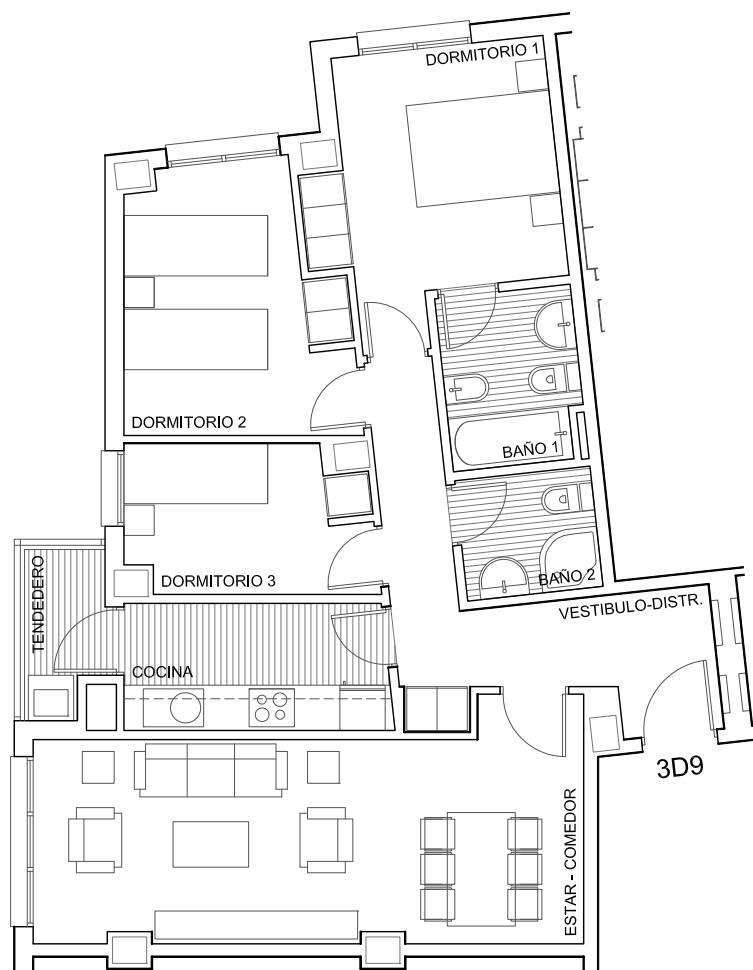 DORMITORIO 1
DORMITORIO 2
BAÑO 1
DORMITORIO 3
BAÑO 2
TENDEDERO
VESTIBULO-DISTR.
COCINA
3D9
ESTAR - COMEDOR